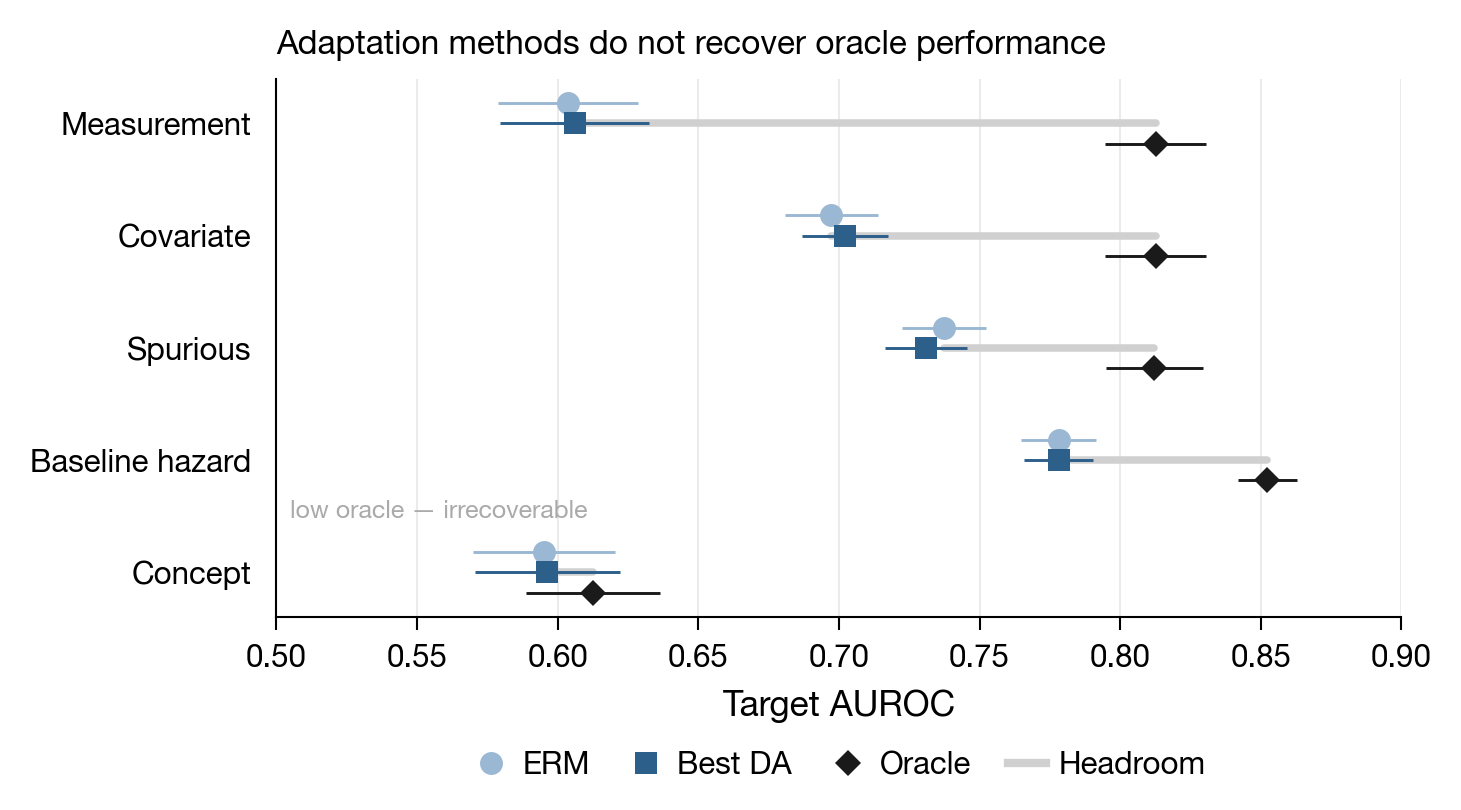 Adaptation methods do not recover oracle performance
Measurement
Covariate
Spurious
Baseline hazard
low oracle — irrecoverable
Concept
0.50 0.55 0.60 0.65 0.70 0.75 0.80 0.85 0.90
Target AUROC
ERM Best DA Oracle Headroom